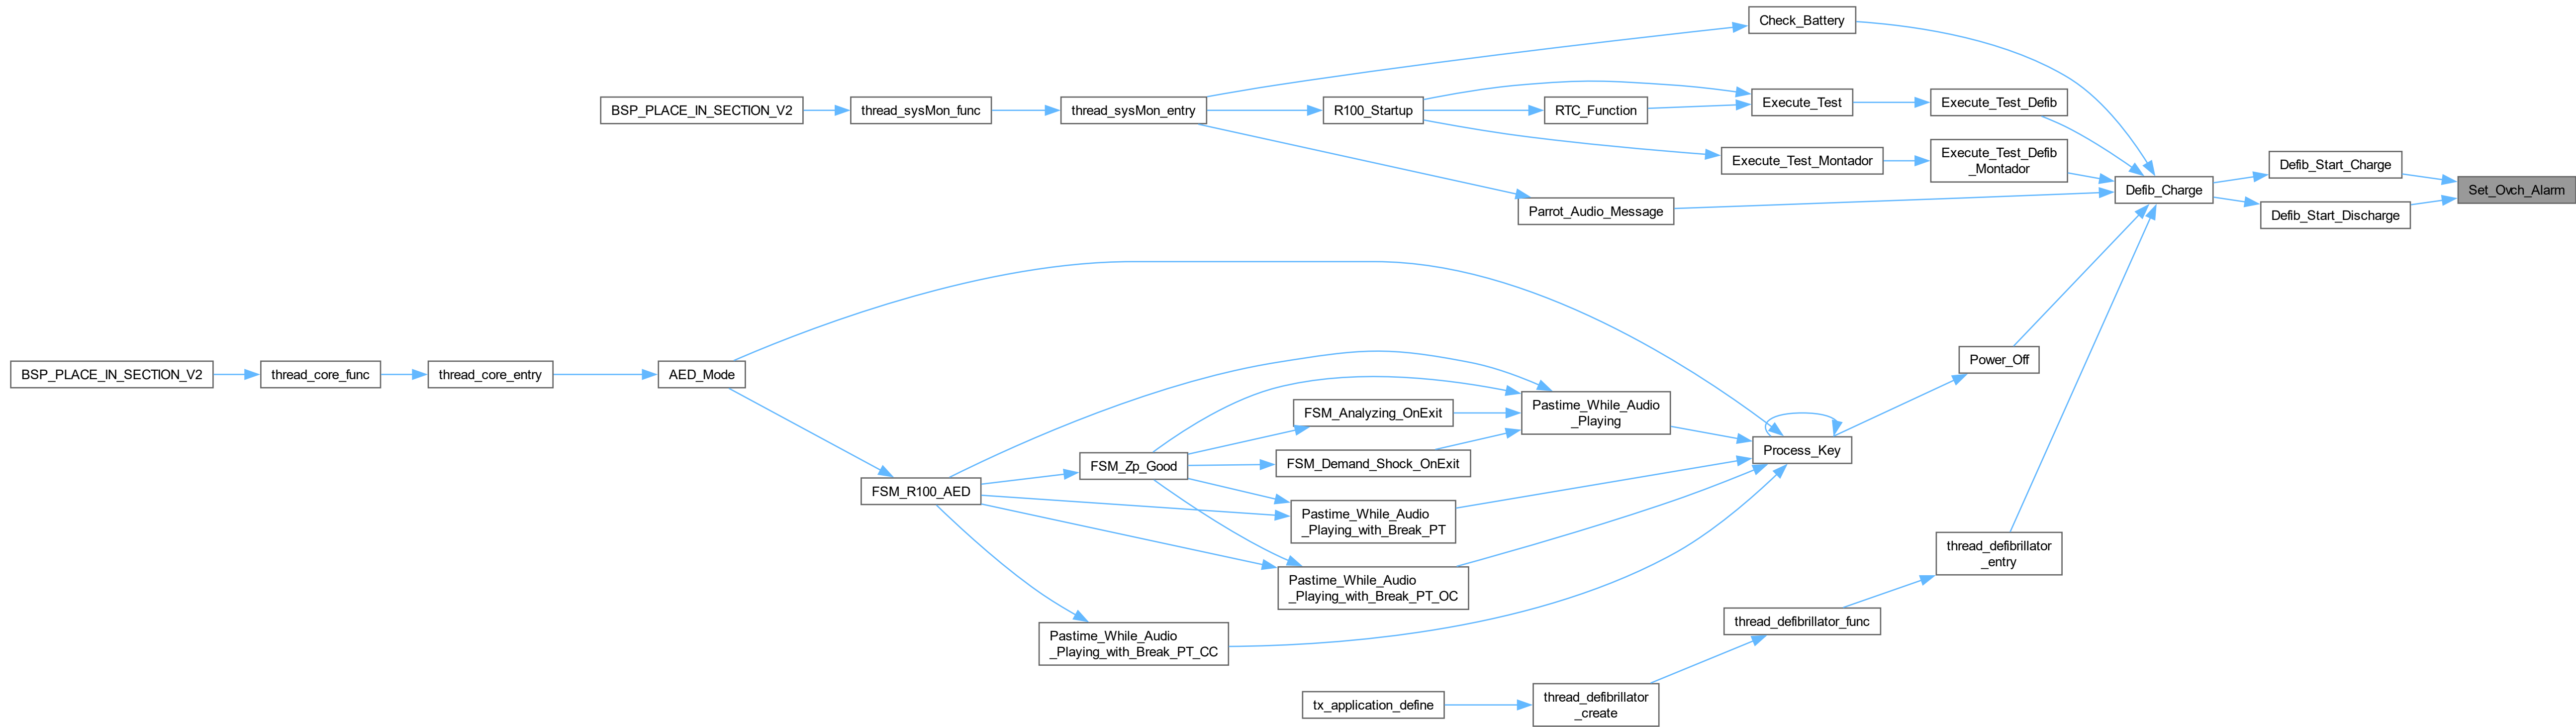 Check_Battery
BSP_PLACE_IN_SECTION_V2
thread_sysMon_func
thread_sysMon_entry
R100_Startup
RTC_Function
Execute_Test
Execute_Test_Defib
Execute_Test_Montador
Execute_Test_Defib
_Montador
Defib_Start_Charge
Defib_Charge
Set_Ovch_Alarm
Parrot_Audio_Message
Defib_Start_Discharge
BSP_PLACE_IN_SECTION_V2
thread_core_func
thread_core_entry
AED_Mode
Power_Off
FSM_Analyzing_OnExit
Pastime_While_Audio
_Playing
Process_Key
FSM_Zp_Good
FSM_Demand_Shock_OnExit
FSM_R100_AED
Pastime_While_Audio
_Playing_with_Break_PT
Pastime_While_Audio
_Playing_with_Break_PT_OC
thread_defibrillator
_entry
Pastime_While_Audio
_Playing_with_Break_PT_CC
thread_defibrillator_func
tx_application_define
thread_defibrillator
_create